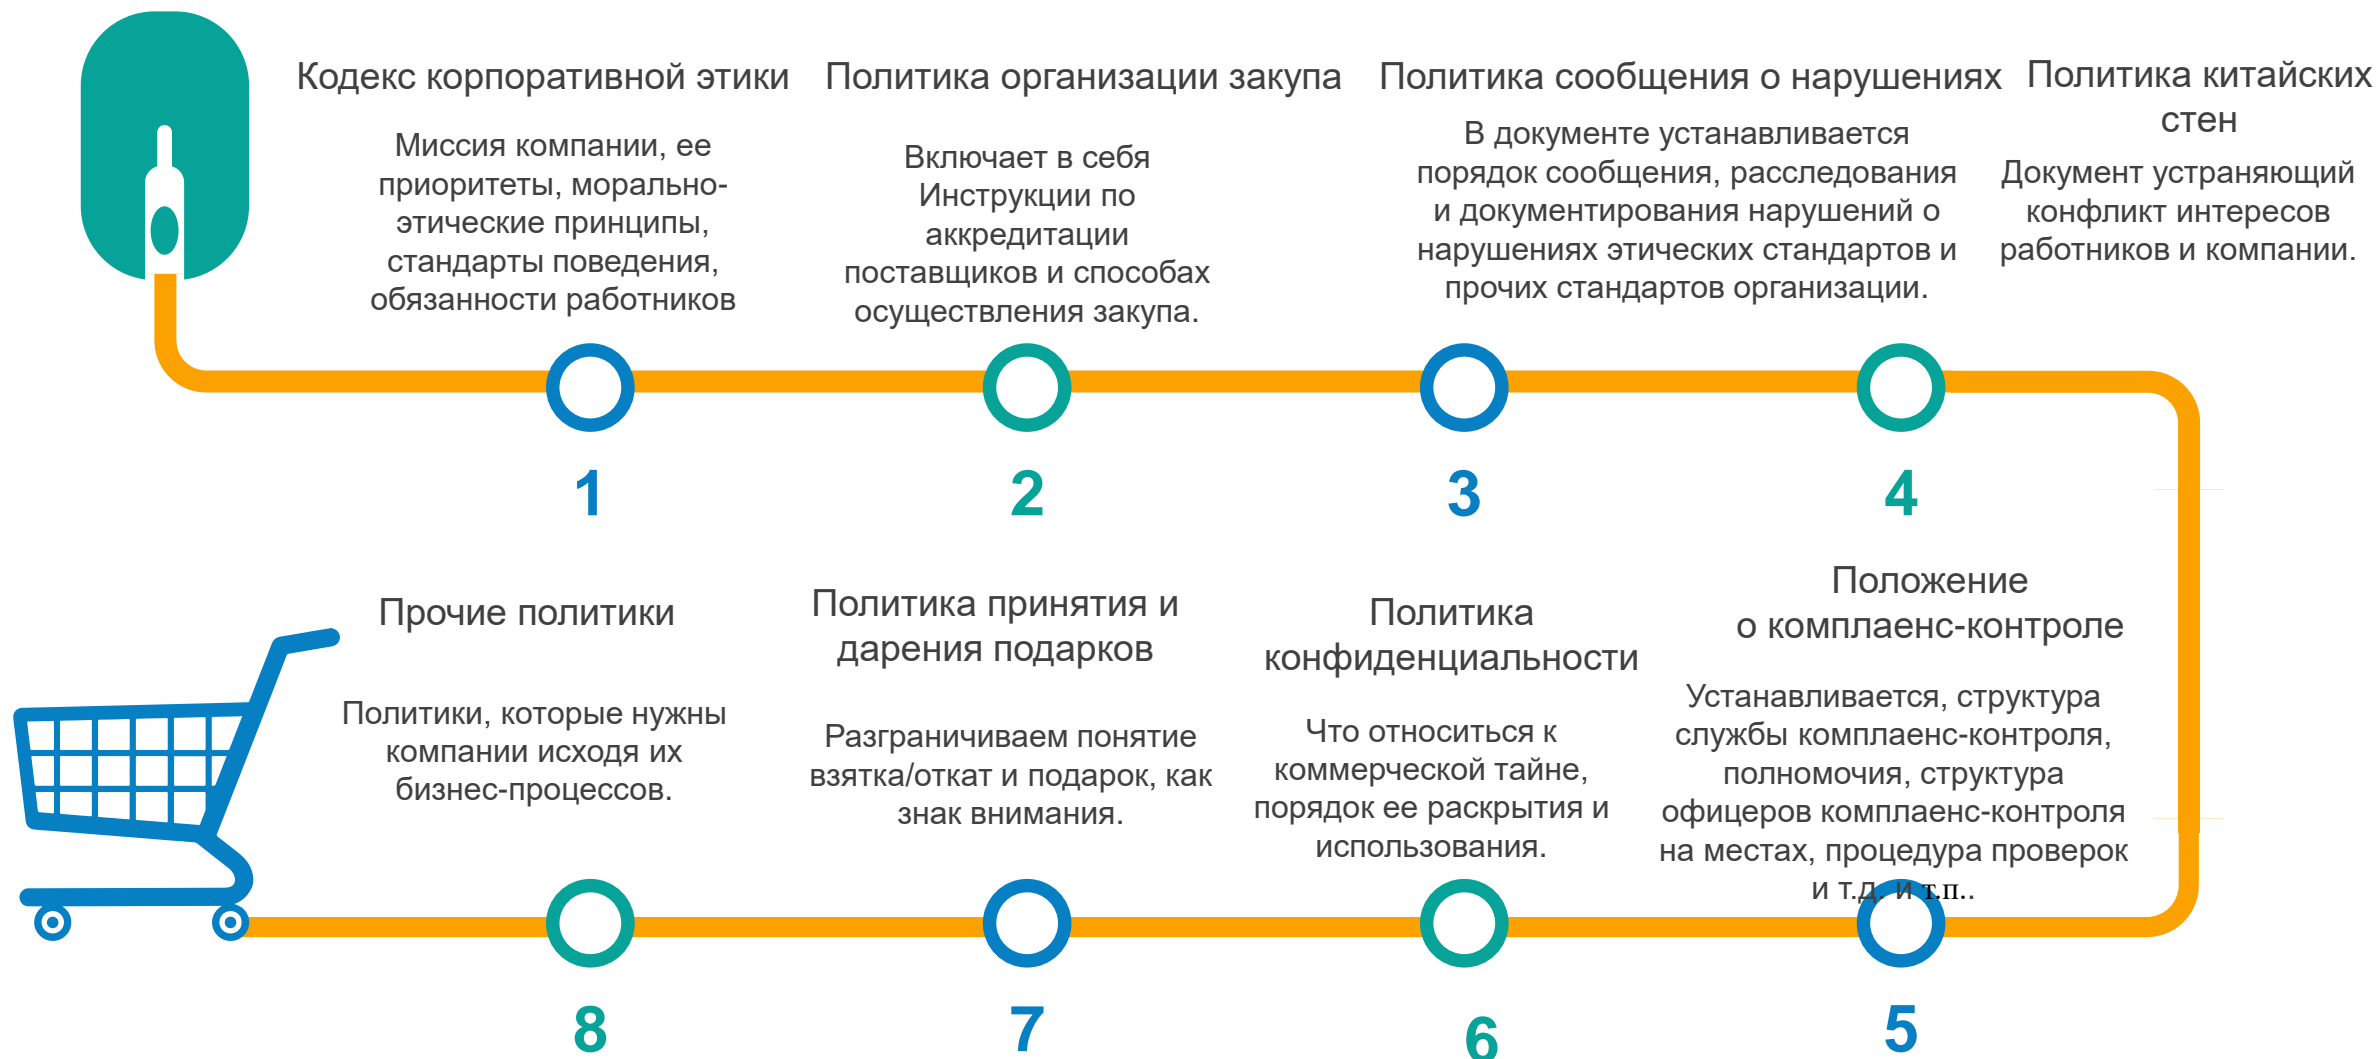 Кодекс корпоративной этики
Миссия компании, ее
приоритеты, морально-
этические принципы,
стандарты поведения,
обязанности работников
1
Политика организации закупа
Включает в себя
Инструкции по
аккредитации
поставщиков и способах
осуществления закупа.
2
Политика сообщения о нарушениях
В документе устанавливается
порядок сообщения, расследования
и документирования нарушений о
нарушениях этических стандартов и
прочих стандартов организации.
3
Политика китайских
стен
Документ устраняющий
конфликт интересов
работников и компании.
4
Положение
о комплаенс-контроле
Устанавливается, структура
службы комплаенс-контроля,
полномочия, структура
офицеров комплаенс-контроля
на местах, процедура проверок
и т.д. и т.п..
5
Политика
конфиденциальности
Что относиться к
коммерческой тайне,
порядок ее раскрытия и
использования.
6
Политика принятия и
дарения подарков
Разграничиваем понятие
взятка/откат и подарок, как
знак внимания.
7
Прочие политики
Политики, которые нужны
компании исходя их
бизнес-процессов.
8